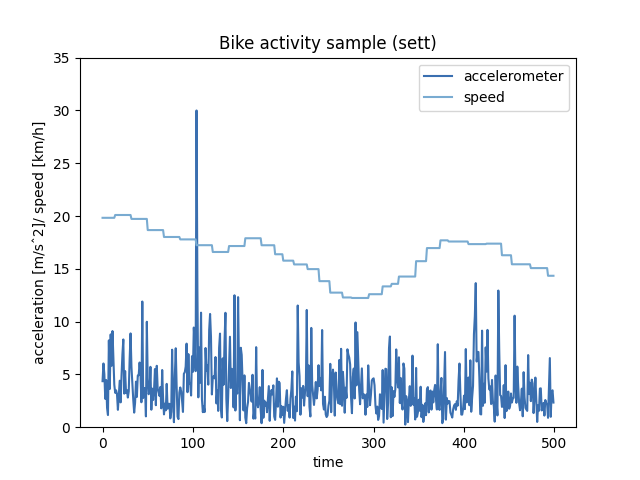 Bike activity sample (sett)
accelerometer
speed
acceleration [m/s^2]/ speed [km/h]
35
30
25
20
15
10
5
0
0 100 200 300 400 500
time